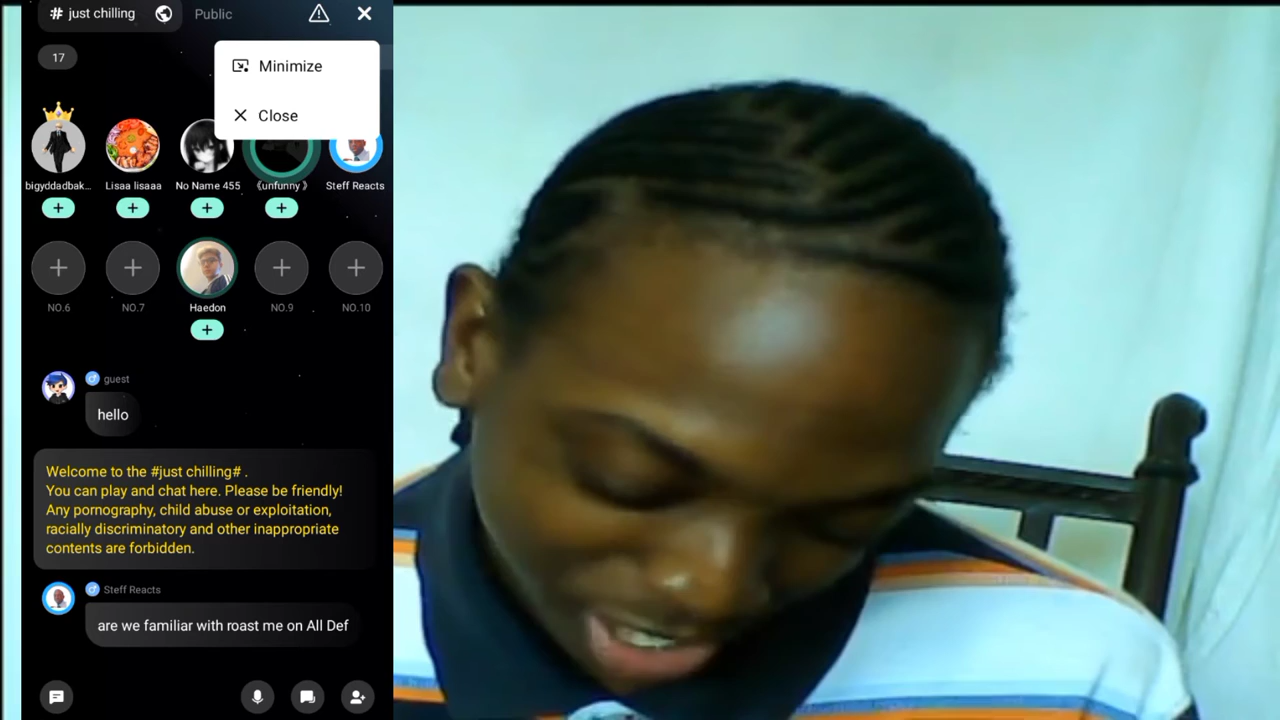 # just chilling
Public
17
Minimize
Close
bigyddadbak...
Lisaa lisaaa
No Name 455
《unfunny 》
Steff Reacts
NO.6
NO.7
Haedon
NO.9
NO.10
guest
hello
Welcome to the #just chilling# .
You can play and chat here. Please be friendly!
Any pornography, child abuse or exploitation,
racially discriminatory and other inappropriate
contents are forbidden.
Steff Reacts
are we familiar with roast me on All Def